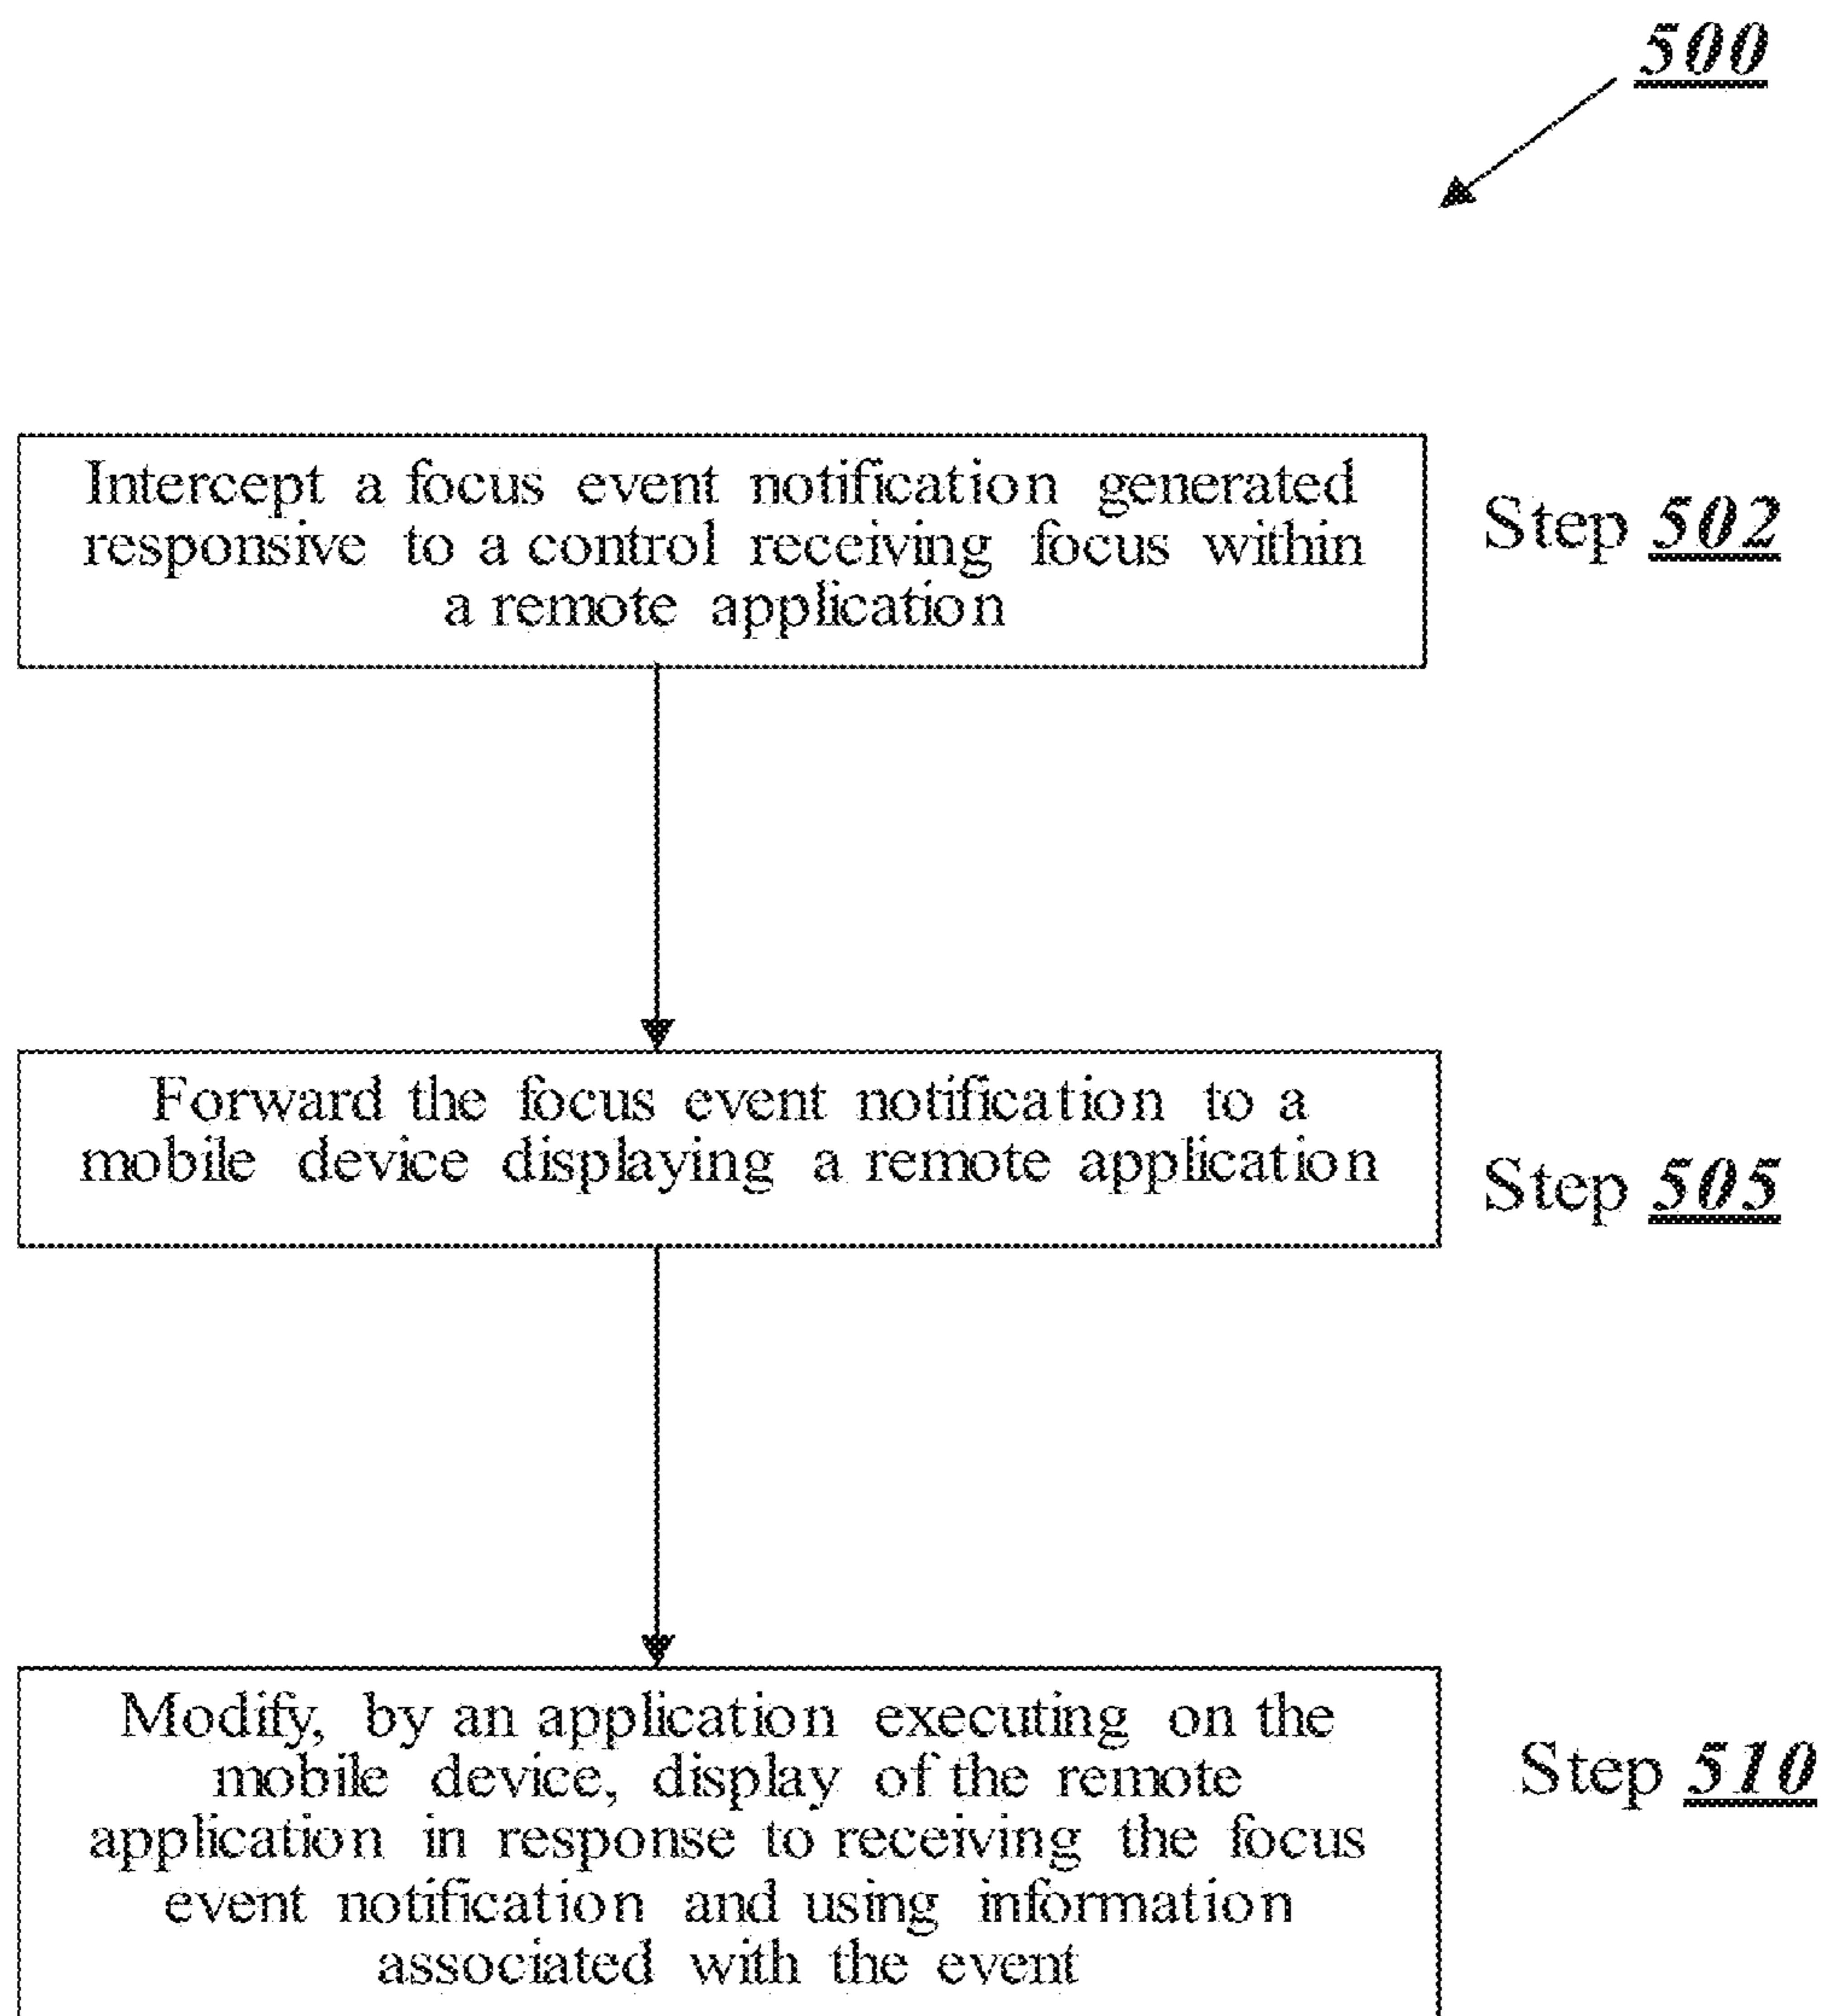 500
Intercept a focus event notification generated
responsive to a control receiving focus within
a remote application
Step 502
Forward the focus event notification to a
mobile device displaying a remote application
Step 505
Modify, by an application executing on the
mobile device, display of the remote
application in response to receiving the focus
event notification and using information
associated with the event
Step 510